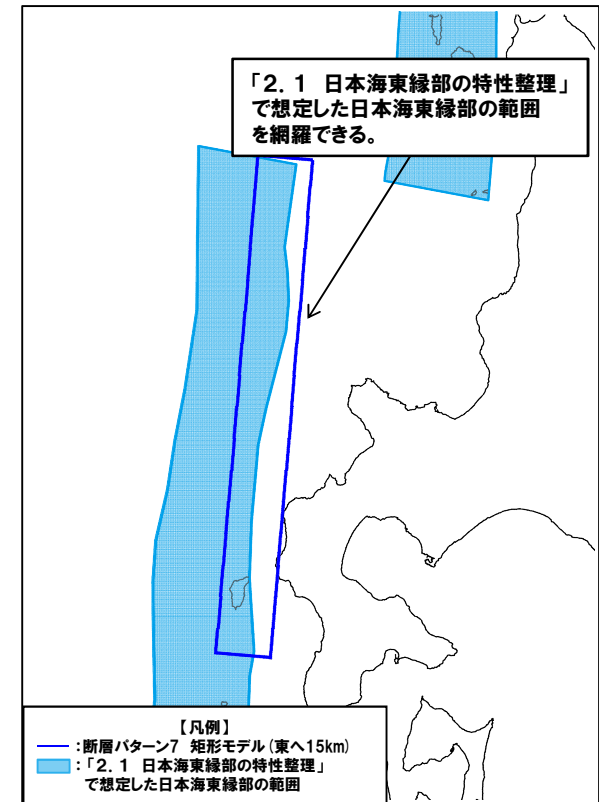 「2.1 日本海東縁部の特性整理」
で想定した日本海東縁部の範囲
を網羅できる。
【凡例】
:断層パターン7 矩形モデル(東へ15km)
:「2.1 日本海東縁部の特性整理」
で想定した日本海東縁部の範囲